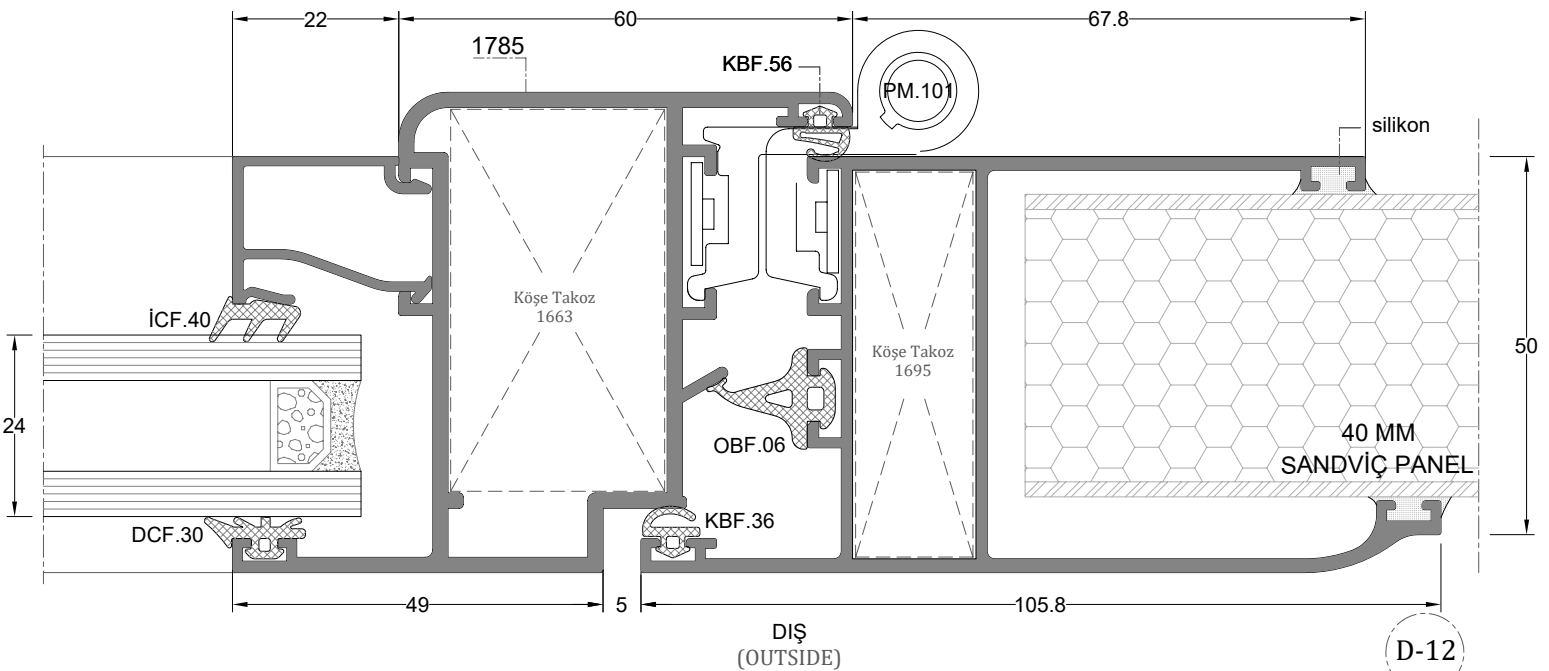 22
60
67.8
1785
KBF.56
PM.101
silikon
İCF.40
Köşe Takoz
1663
Köşe Takoz
1695
50
24
40 MM
SANDVİÇ PANEL
OBF.06
DCF.30
KBF.36
49
5
105.8
DIŞ
(OUTSIDE)
D-12